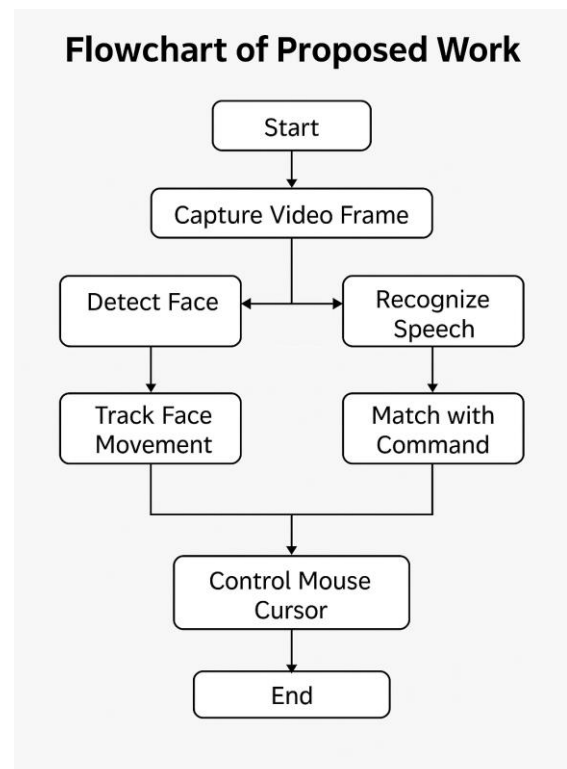 Flowchart of Proposed Work
Start
Capture Video Frame
Detect Face
Recognize
Speech
Track Face
Movement
Match with
Command
Control Mouse
Cursor
End